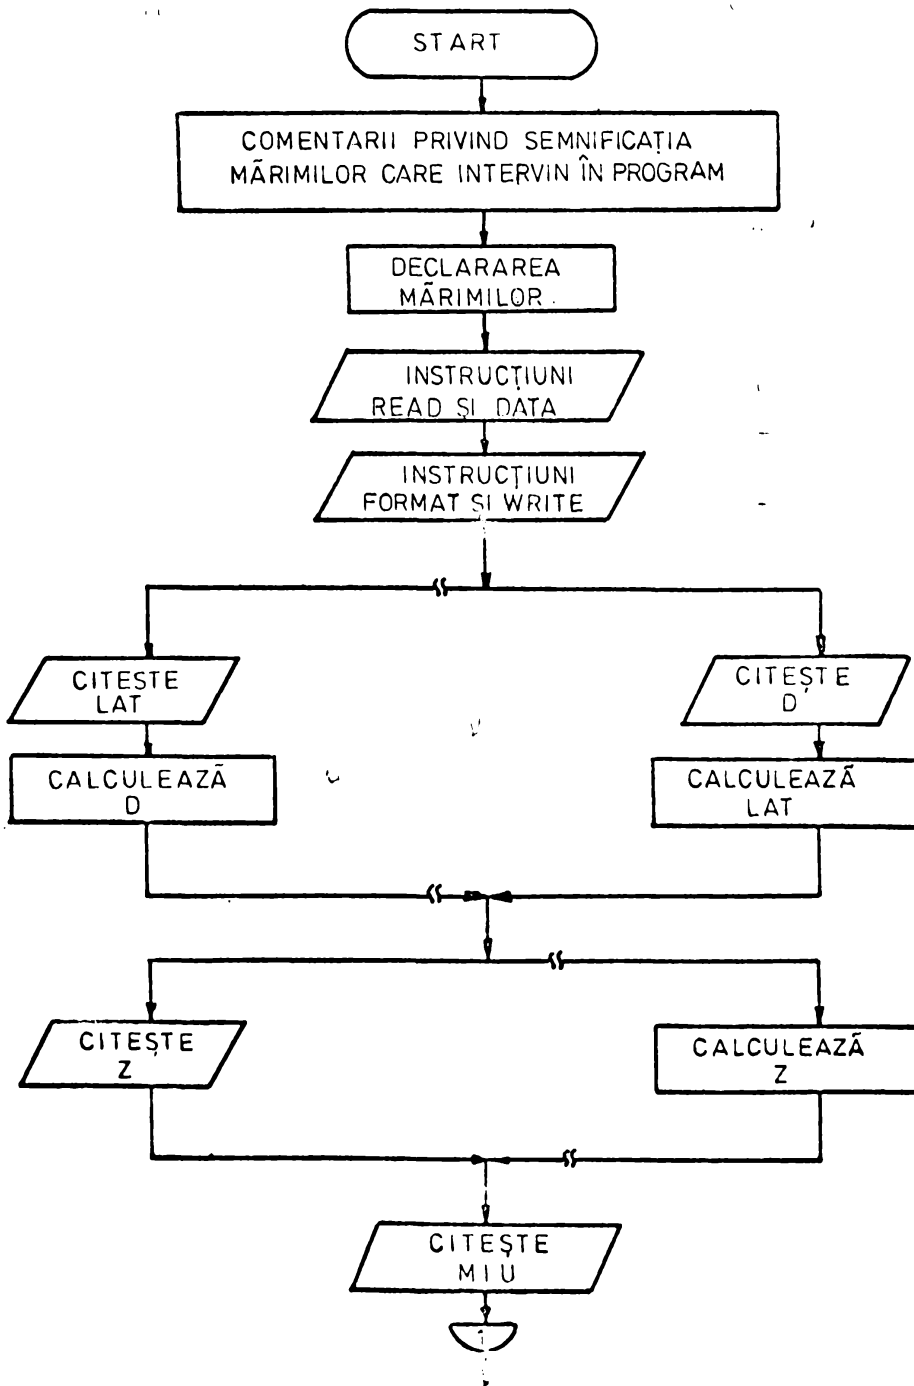 START
COMENTARII PRIVIND SEMNIFICAȚIA
MĂRIMILOR CARE INTERVIN ÎN PROGRAM
DECLARAREA
MĂRIMILOR
INSTRUCȚIUNI
READ ȘI DATA
INSTRUCȚIUNI
FORMAT ȘI WRITE
CITEȘTE
LAT
CITEȘTE
D
CALCULEAZĂ
D
CALCULEAZĂ
LAT
CITEȘTE
Z
CALCULEAZĂ
Z
CITEȘTE
MIU
1